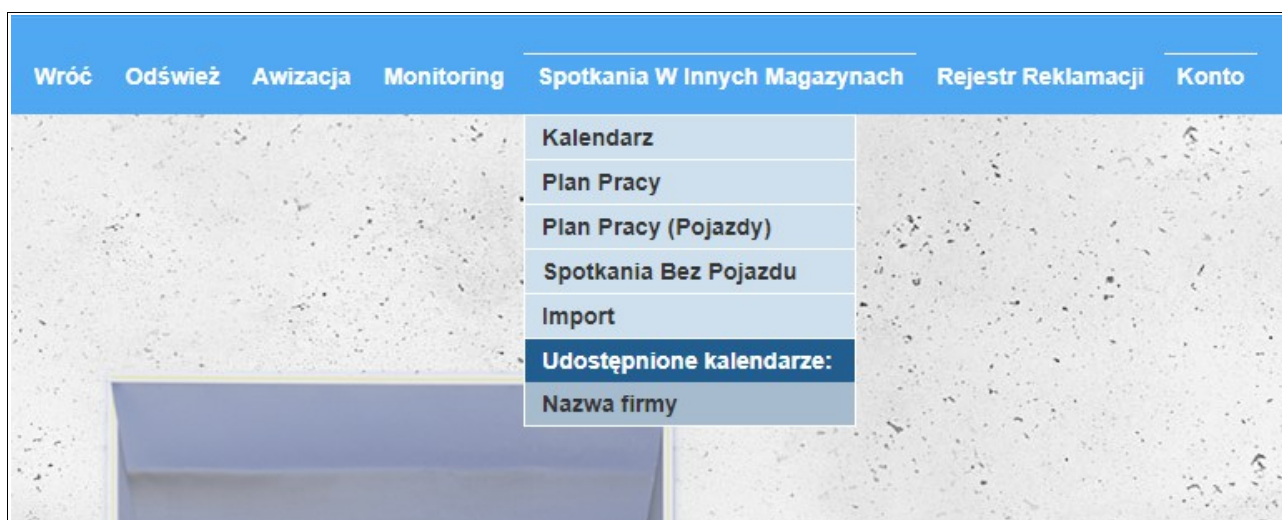 Wróć Odśwież Awizacja Monitoring Spotkania W Innych Magazynach Rejestr Reklamacji Konto
Kalendarz
Plan Pracy
Plan Pracy (Pojazdy)
Spotkania Bez Pojazdu
Import
Udostępnione kalendarze:
Nazwa firmy